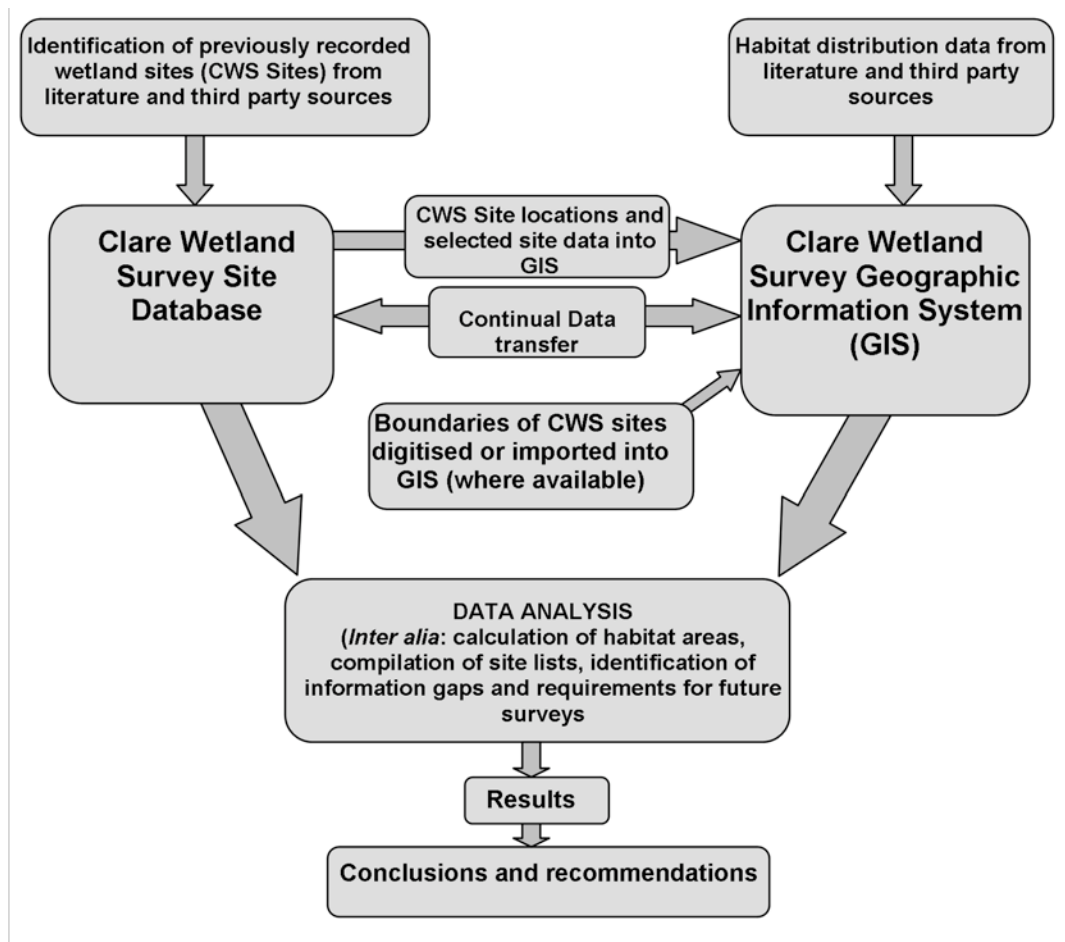 Identification of previously recorded
wetland sites (CWS Sites) from
literature and third party sources
Habitat distribution data from
literature and third party
sources
Clare Wetland
Survey Site
Database
CWS Site locations and
selected site data into
GIS
Continual Data
transfer
Clare Wetland
Survey Geographic
Information System
(GIS)
Boundaries of CWS sites
digitised or imported into
GIS (where available)
DATA ANALYSIS
(Inter alia: calculation of habitat areas,
compilation of site lists, identification of
information gaps and requirements for future
surveys
Results
Conclusions and recommendations